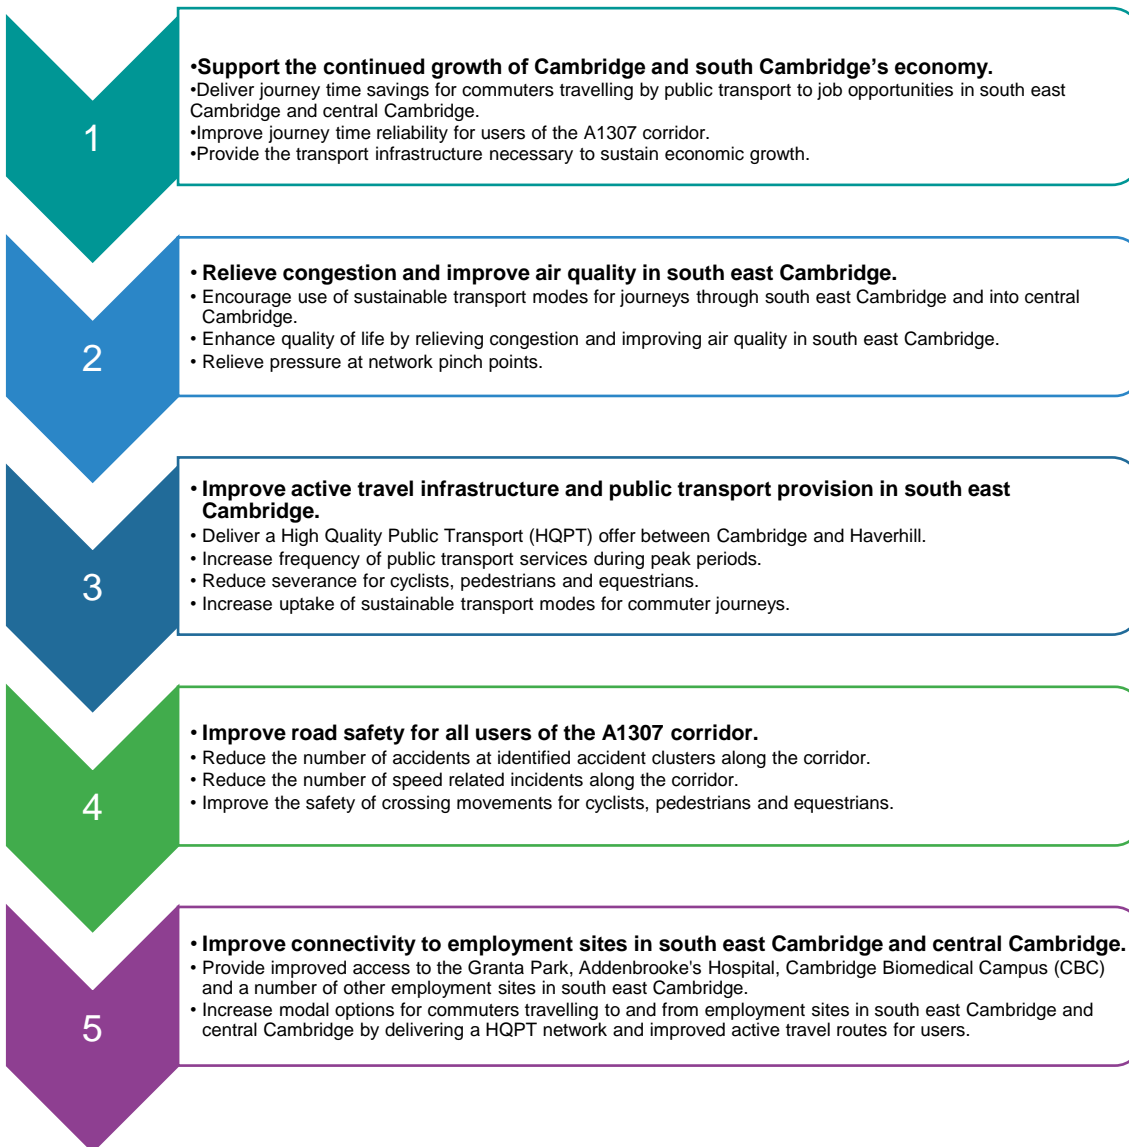 1
•Support the continued growth of Cambridge and south Cambridge's economy.
•Deliver journey time savings for commuters travelling by public transport to job opportunities in south east
Cambridge and central Cambridge.
•Improve journey time reliability for users of the A1307 corridor.
•Provide the transport infrastructure necessary to sustain economic growth.
2
• Relieve congestion and improve air quality in south east Cambridge.
• Encourage use of sustainable transport modes for journeys through south east Cambridge and into central
Cambridge.
• Enhance quality of life by relieving congestion and improving air quality in south east Cambridge.
• Relieve pressure at network pinch points.
3
• Improve active travel infrastructure and public transport provision in south east
Cambridge.
• Deliver a High Quality Public Transport (HQPT) offer between Cambridge and Haverhill.
• Increase frequency of public transport services during peak periods.
• Reduce severance for cyclists, pedestrians and equestrians.
• Increase uptake of sustainable transport modes for commuter journeys.
4
• Improve road safety for all users of the A1307 corridor.
• Reduce the number of accidents at identified accident clusters along the corridor.
• Reduce the number of speed related incidents along the corridor.
• Improve the safety of crossing movements for cyclists, pedestrians and equestrians.
5
• Improve connectivity to employment sites in south east Cambridge and central Cambridge.
• Provide improved access to the Granta Park, Addenbrooke's Hospital, Cambridge Biomedical Campus (CBC)
and a number of other employment sites in south east Cambridge.
• Increase modal options for commuters travelling to and from employment sites in south east Cambridge and
central Cambridge by delivering a HQPT network and improved active travel routes for users.